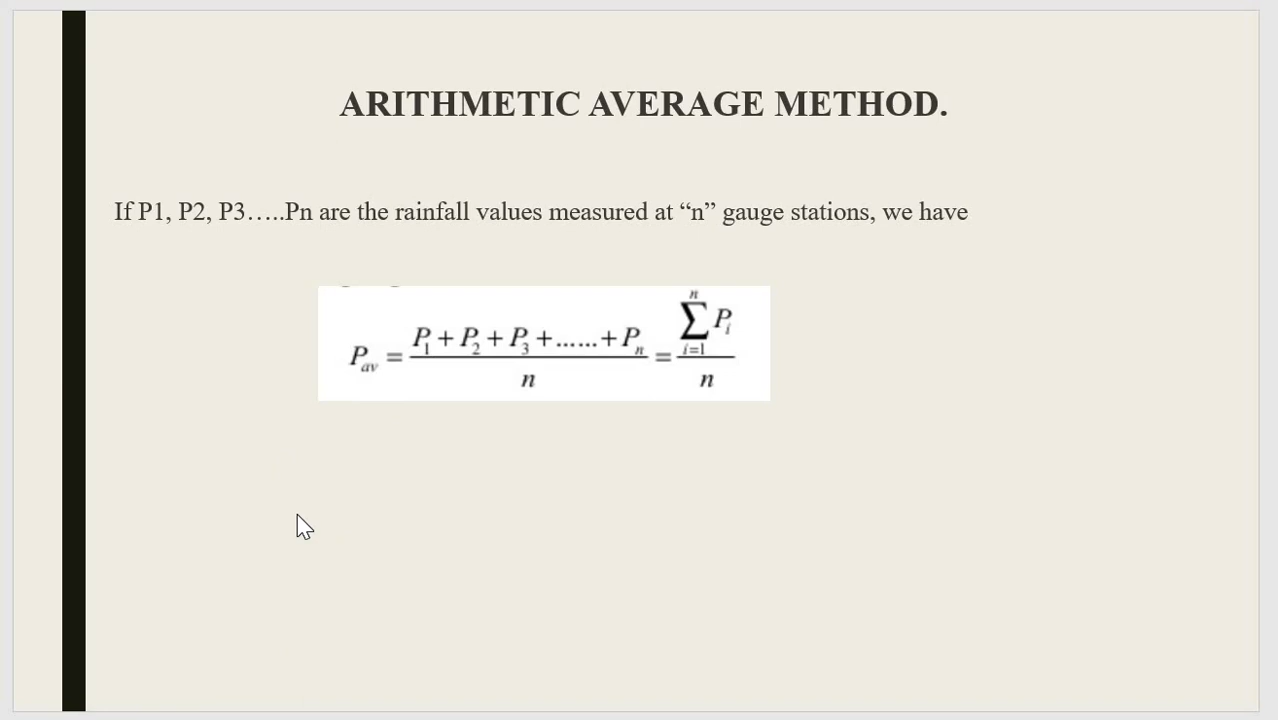 ARITHMETIC AVERAGE METHOD.
If P1, P2, P3…..Pn are the rainfall values measured at “n” gauge stations, we have
P_av = (P_1 + P_2 + P_3 + ...... + P_n) / n = (∑_{i=1}^{n} P_i) / n